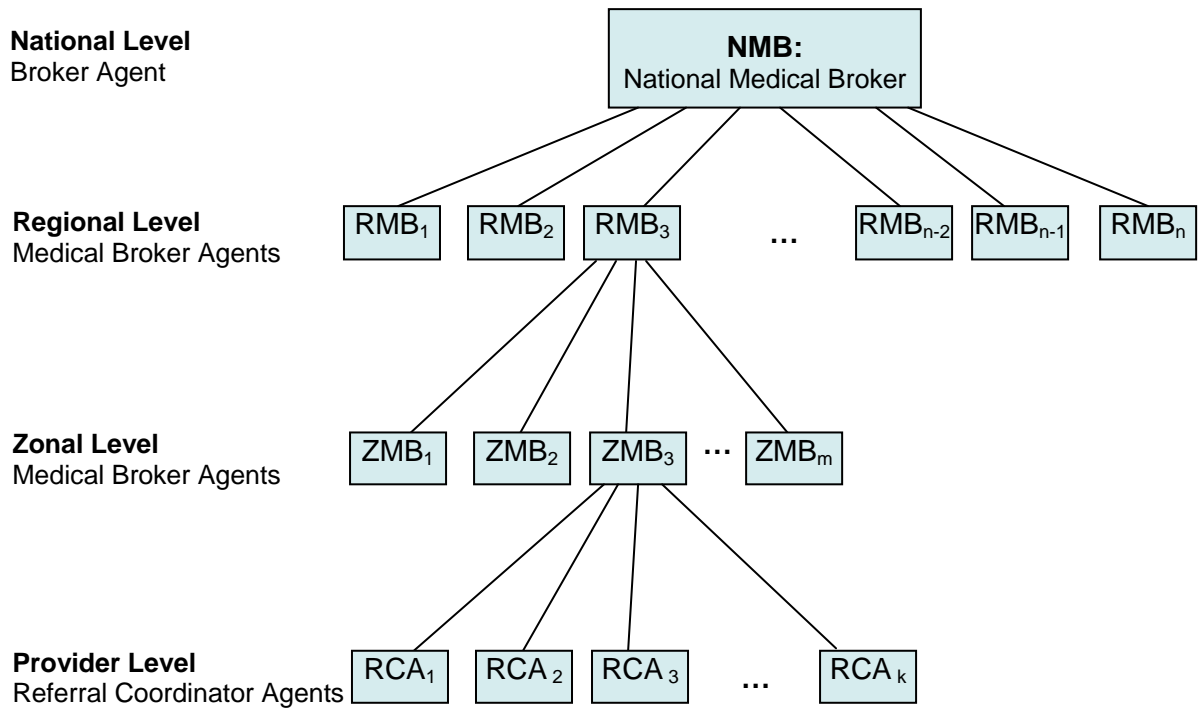 National Level
Broker Agent
NMB:
National Medical Broker
Regional Level
Medical Broker Agents
RMB₁ RMB₂ RMB₃ ... RMBₙ₋₂ RMBₙ₋₁ RMBₙ
Zonal Level
Medical Broker Agents
ZMB₁ ZMB₂ ZMB₃ ... ZMBₘ
Provider Level
Referral Coordinator Agents
RCA₁ RCA ₂ RCA ₃ ... RCA ₖ